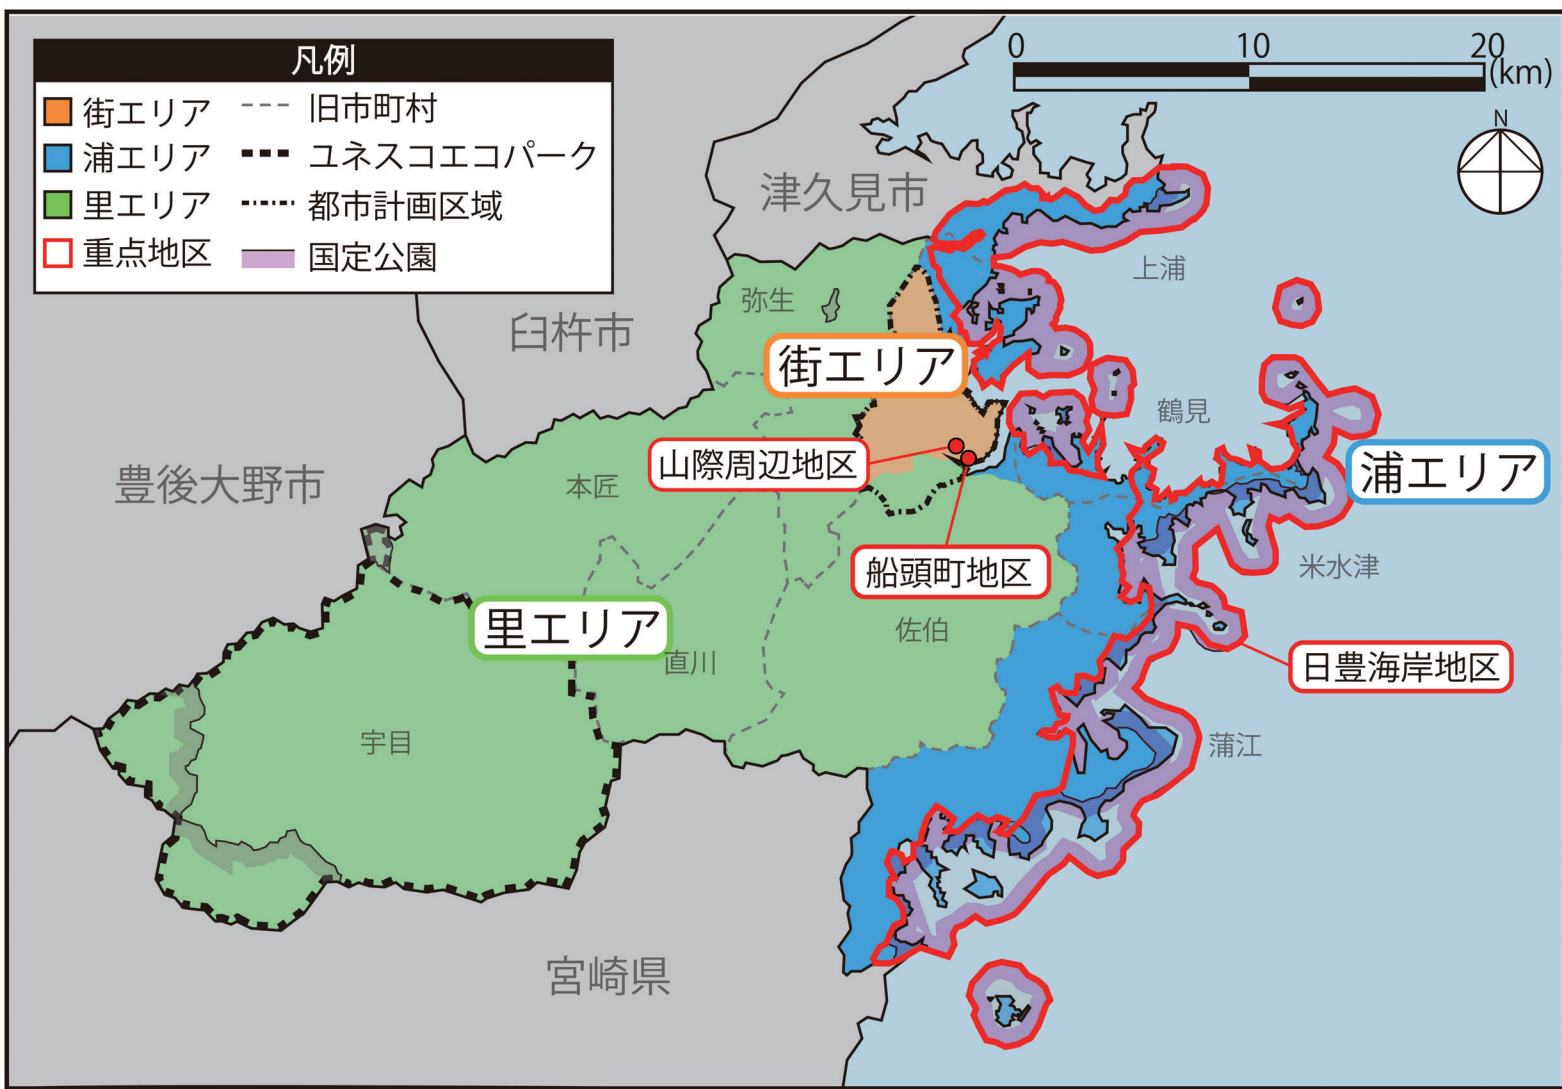 凡例
街エリア
浦エリア
里エリア
重点地区
旧市町村
ユネスコエコパーク
都市計画区域
国定公園
0 10 20
(km)
N
津久見市
上浦
弥生
臼杵市
街エリア
鶴見
豊後大野市
山際周辺地区
浦エリア
本匠
船頭町地区
米水津
里エリア
佐伯
直川
日豊海岸地区
宇目
蒲江
宮崎県